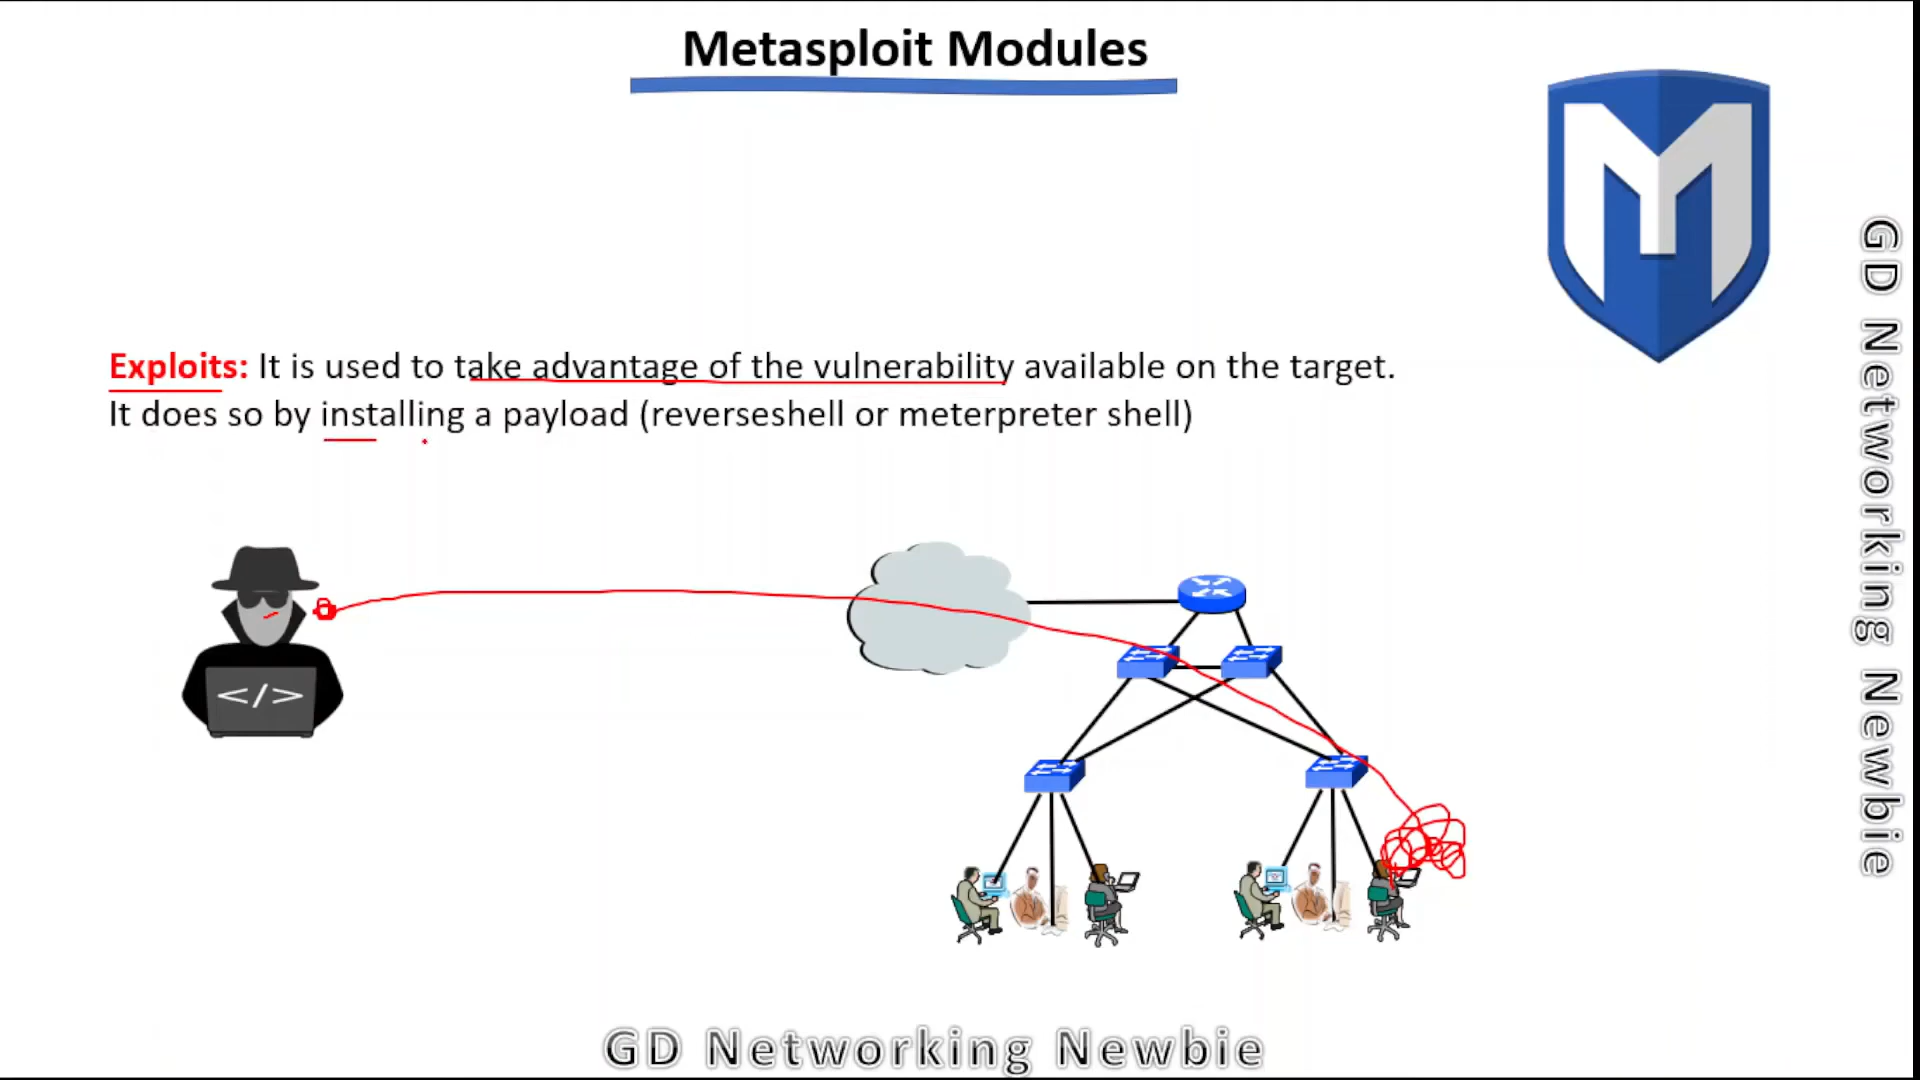 Metasploit Modules
Exploits: It is used to take advantage of the vulnerability available on the target.
It does so by installing a payload (reverseshell or meterpreter shell)
</>
GD Networking Newbie
GD Networking Newbie